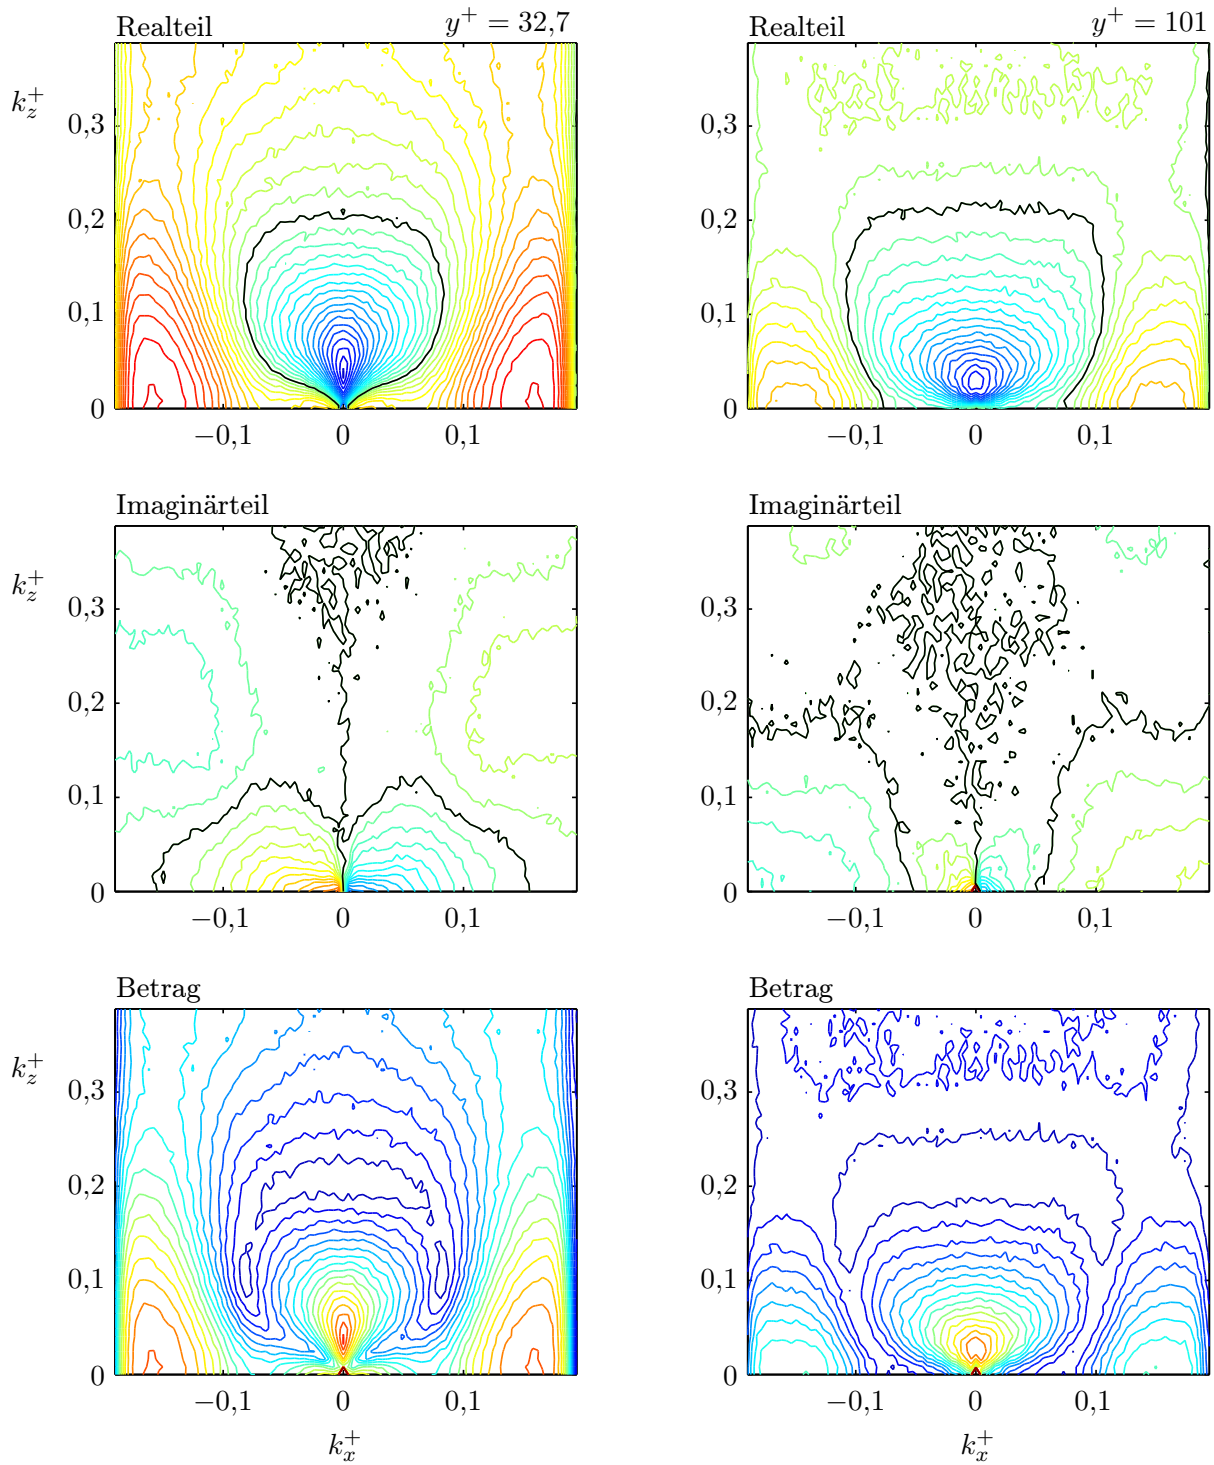 Realteil y⁺ = 32,7 Realteil y⁺ = 101
k_z⁺
0,3 0,3
0,2 0,2
0,1 0,1
0 0
−0,1 0 0,1 −0,1 0 0,1
Imaginärteil Imaginärteil
k_z⁺
0,3 0,3
0,2 0,2
0,1 0,1
0 0
−0,1 0 0,1 −0,1 0 0,1
Betrag Betrag
k_z⁺
0,3 0,3
0,2 0,2
0,1 0,1
0 0
−0,1 0 0,1 −0,1 0 0,1
k_x⁺ k_x⁺